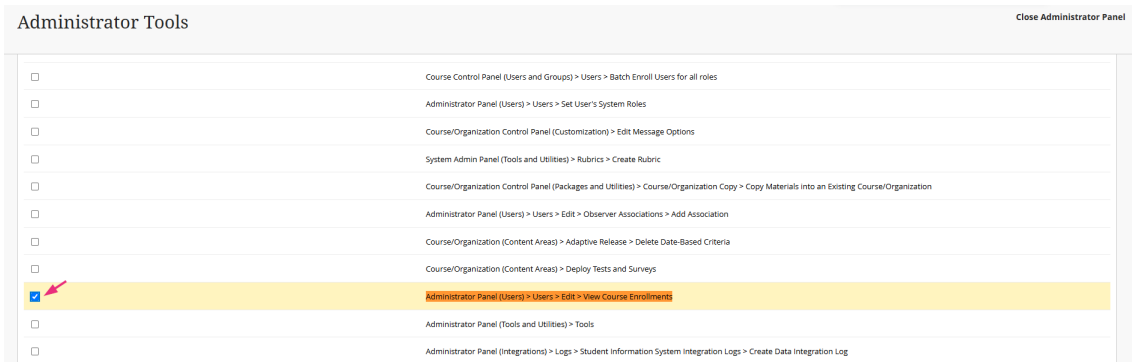 Administrator Tools
Close Administrator Panel
Course Control Panel (Users and Groups) > Users > Batch Enroll Users for all roles
Administrator Panel (Users) > Users > Set User's System Roles
Course/Organization Control Panel (Customization) > Edit Message Options
System Admin Panel (Tools and Utilities) > Rubrics > Create Rubric
Course/Organization Control Panel (Packages and Utilities) > Course/Organization Copy > Copy Materials into an Existing Course/Organization
Administrator Panel (Users) > Users > Edit > Observer Associations > Add Association
Course/Organization (Content Areas) > Adaptive Release > Delete Date-Based Criteria
Course/Organization (Content Areas) > Deploy Tests and Surveys
Administrator Panel (Users) > Users > Edit > View Course Enrollments
Administrator Panel (Tools and Utilities) > Tools
Administrator Panel (Integrations) > Logs > Student Information System Integration Logs > Create Data Integration Log